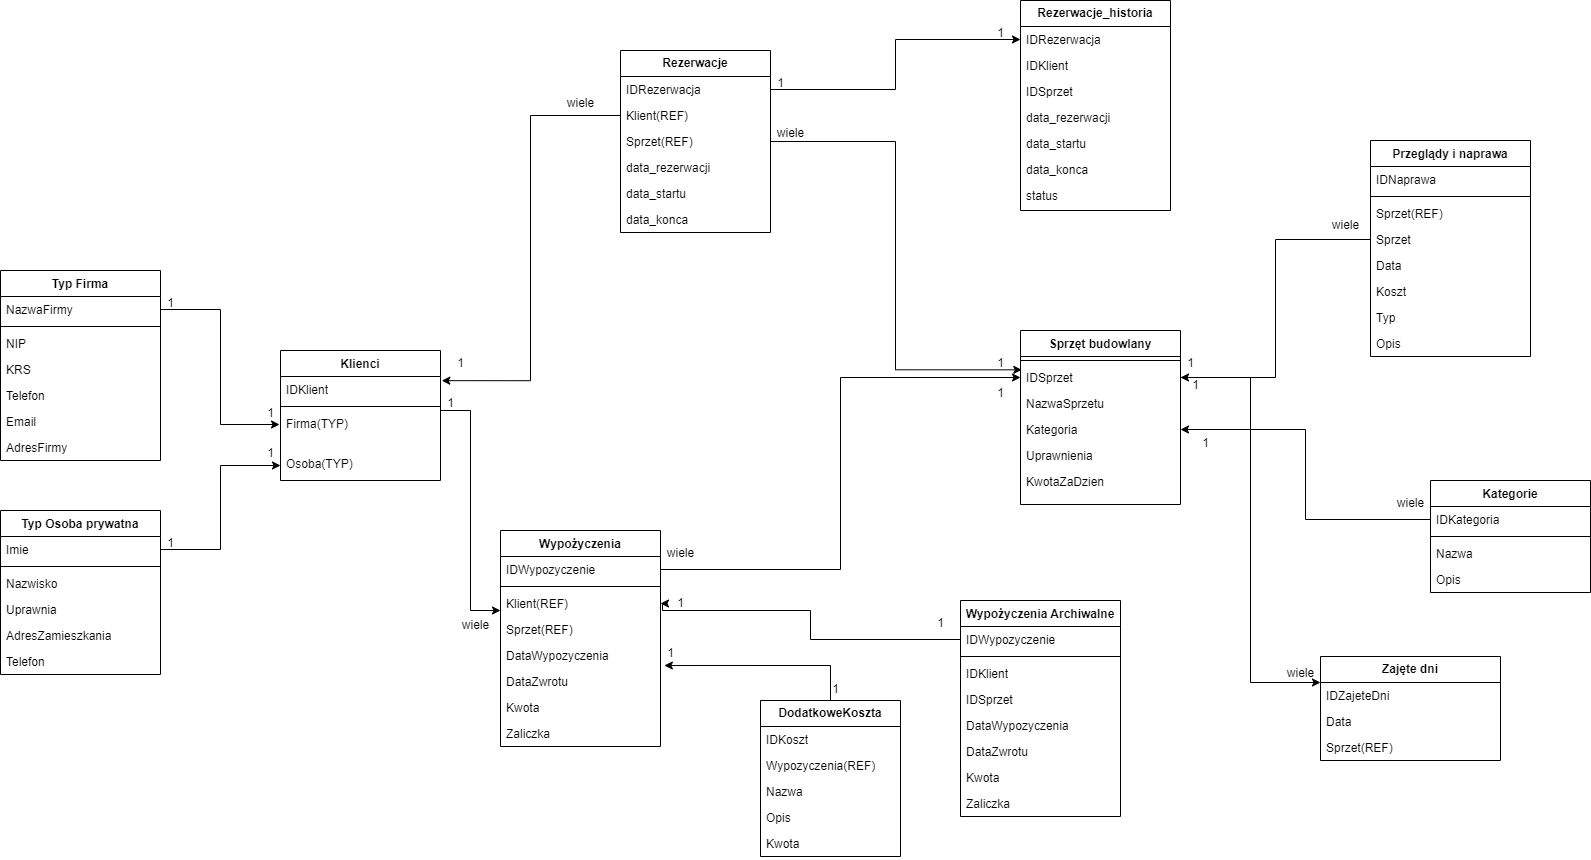 Rezerwacje_historia
IDRezerwacja
IDKlient
IDSprzet
data_rezerwacji
data_startu
data_konca
status
1
Rezerwacje
IDRezerwacja
Klient(REF)
Sprzet(REF)
data_rezerwacji
data_startu
data_konca
1
wiele
wiele
Przeglądy i naprawa
IDNaprawa
Sprzet(REF)
Sprzet
Data
Koszt
Typ
Opis
wiele
Typ Firma
NazwaFirmy
NIP
KRS
Telefon
Email
AdresFirmy
1
Klienci
IDKlient
Firma(TYP)
Osoba(TYP)
1
1
1
1
Sprzęt budowlany
IDSprzet
NazwaSprzetu
Kategoria
Uprawnienia
KwotaZaDzien
1
1
1
1
1
Typ Osoba prywatna
Imie
Nazwisko
Uprawnia
AdresZamieszkania
Telefon
1
Kategorie
IDKategoria
Nazwa
Opis
wiele
Wypożyczenia
IDWypozyczenie
Klient(REF)
Sprzet(REF)
DataWypozyczenia
DataZwrotu
Kwota
Zaliczka
wiele
wiele
1
1
Wypożyczenia Archiwalne
IDWypozyczenie
IDKlient
IDSprzet
DataWypozyczenia
DataZwrotu
Kwota
Zaliczka
1
Zajęte dni
IDZajeteDni
Data
Sprzet(REF)
wiele
DodatkoweKoszta
IDKoszt
Wypozyczenia(REF)
Nazwa
Opis
Kwota
1